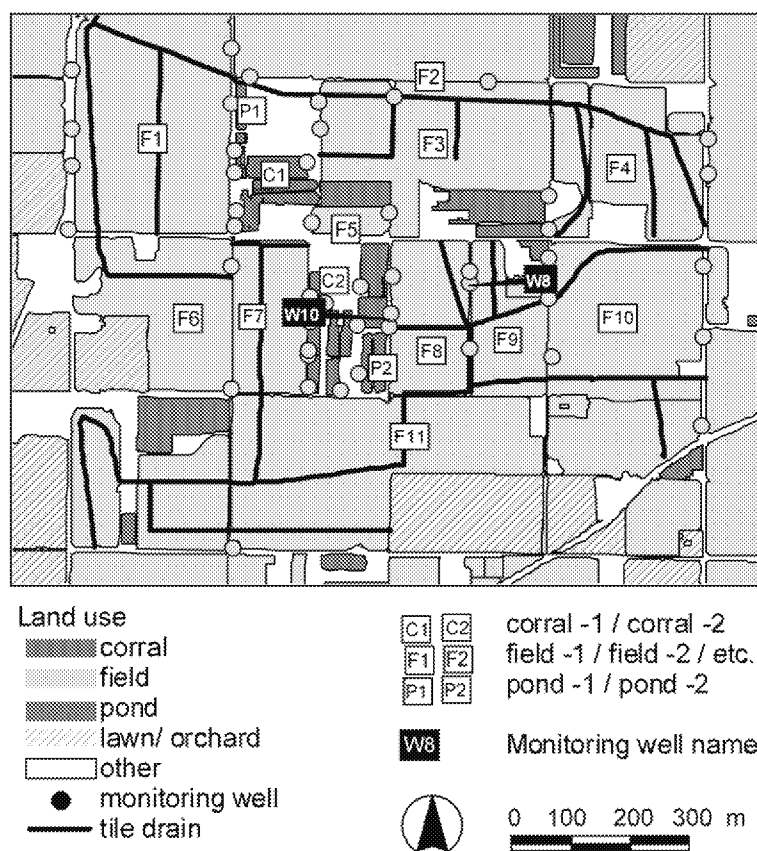 F2
P1
F1
F3
C1
F4
F5
C2
W8
W10
F6
F7
F8
F9
F10
P2
F11
Land use
corral
field
pond
lawn/ orchard
other
monitoring well
tile drain
C1 C2 corral -1 / corral -2
F1 F2 field -1 / field -2 / etc.
P1 P2 pond -1 / pond -2
W8 Monitoring well name
0 100 200 300 m